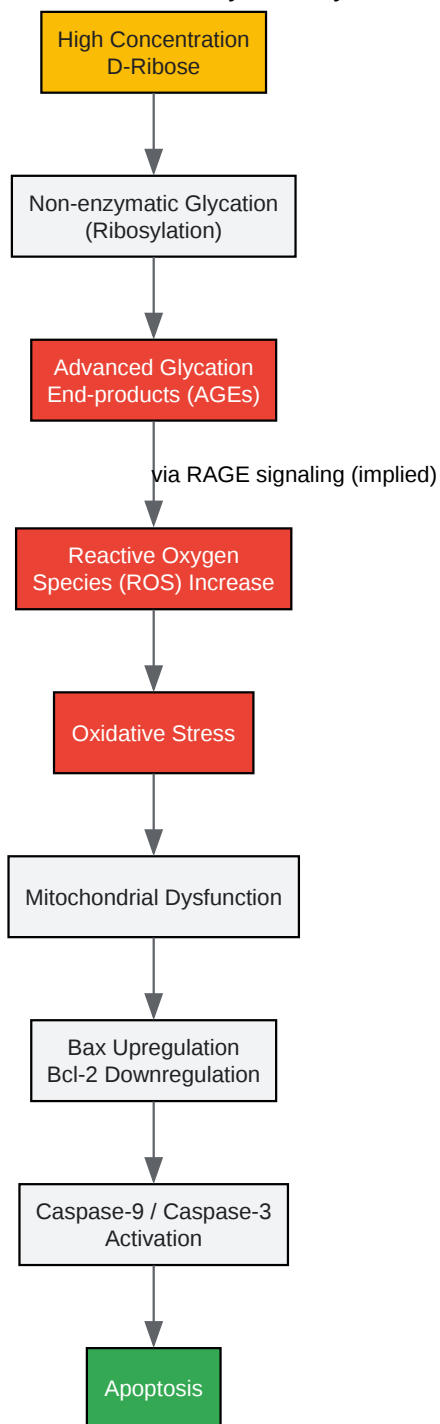 High Concentration
D-Ribose
Non-enzymatic Glycation
(Ribosylation)
Advanced Glycation
End-products (AGEs)
via RAGE signaling (implied)
Reactive Oxygen
Species (ROS) Increase
Oxidative Stress
Mitochondrial Dysfunction
Bax Upregulation
Bcl-2 Downregulation
Caspase-9 / Caspase-3
Activation
Apoptosis